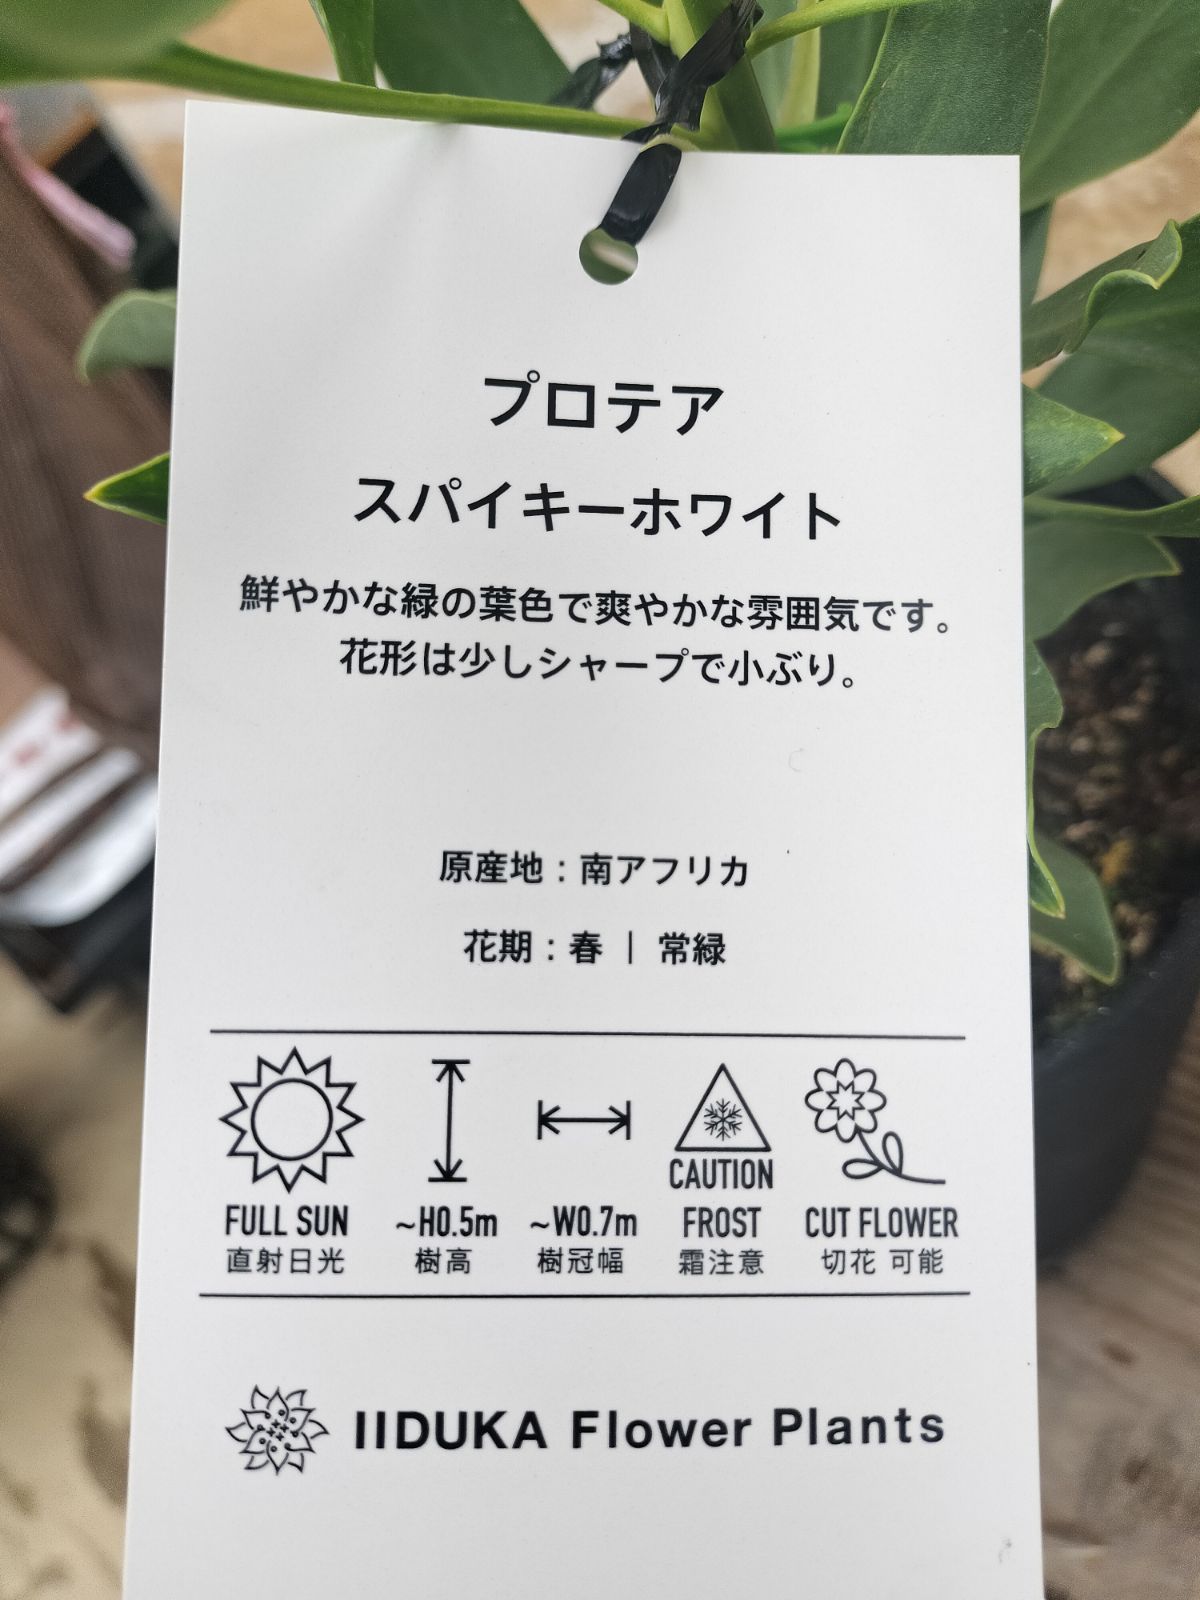 プロテア
スパイキーホワイト
鮮やかな緑の葉色で爽やかな雰囲気です。
花形は少しシャープで小ぶり。
原産地：南アフリカ
花期：春 | 常緑
CAUTION
FULL SUN ~H0.5m ~W0.7m FROST CUT FLOWER
直射日光 樹高 樹冠幅 霜注意 切花 可能
IIDUKA Flower Plants